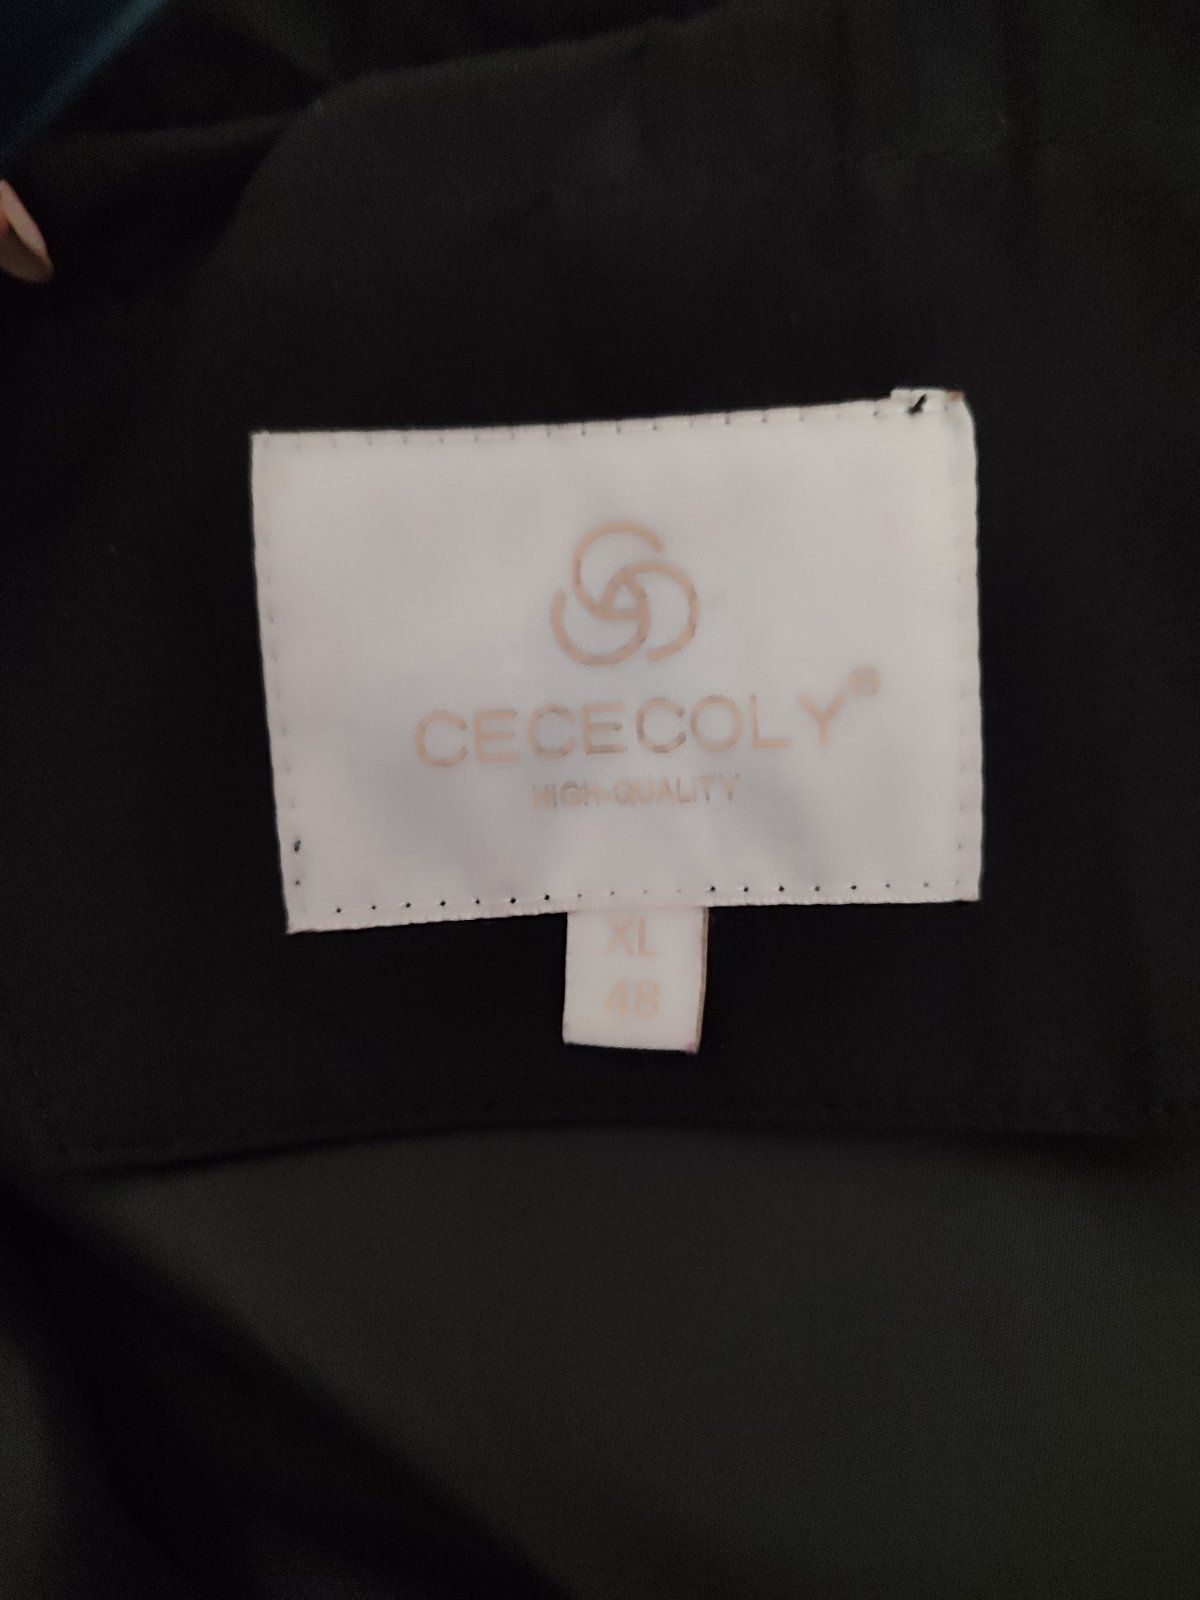 CECECOLY®
HIGH-QUALITY
XL
48